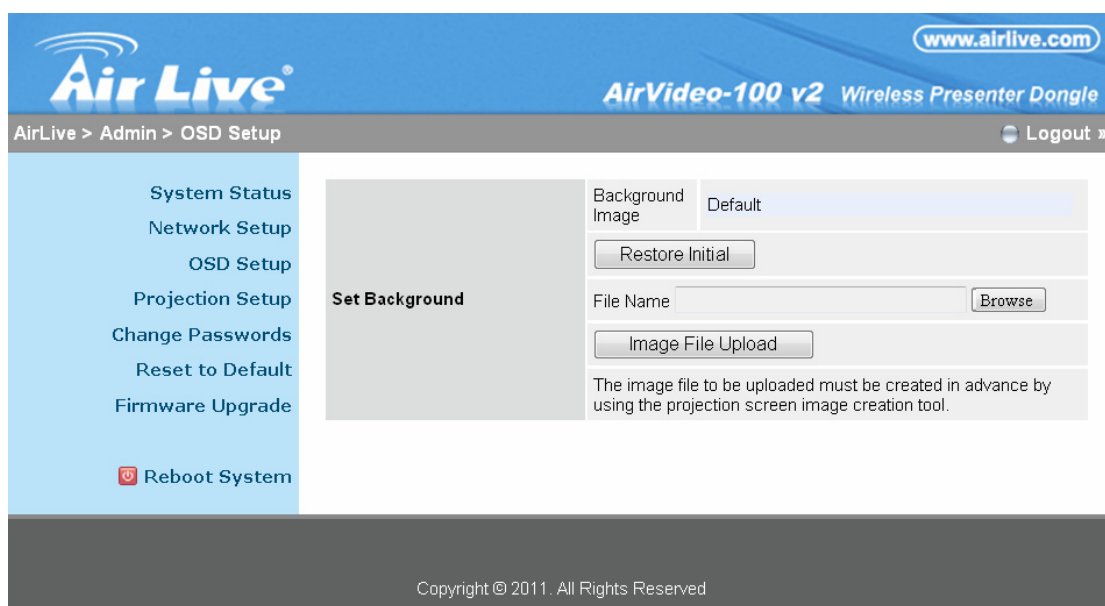 www.airlive.com
Air Live®
AirVideo-100 v2 Wireless Presenter Dongle
AirLive > Admin > OSD Setup
Logout »
System Status
Network Setup
OSD Setup
Projection Setup
Change Passwords
Reset to Default
Firmware Upgrade
Reboot System
Set Background
Background
Image
Default
Restore Initial
File Name
Browse
Image File Upload
The image file to be uploaded must be created in advance by
using the projection screen image creation tool.
Copyright © 2011. All Rights Reserved